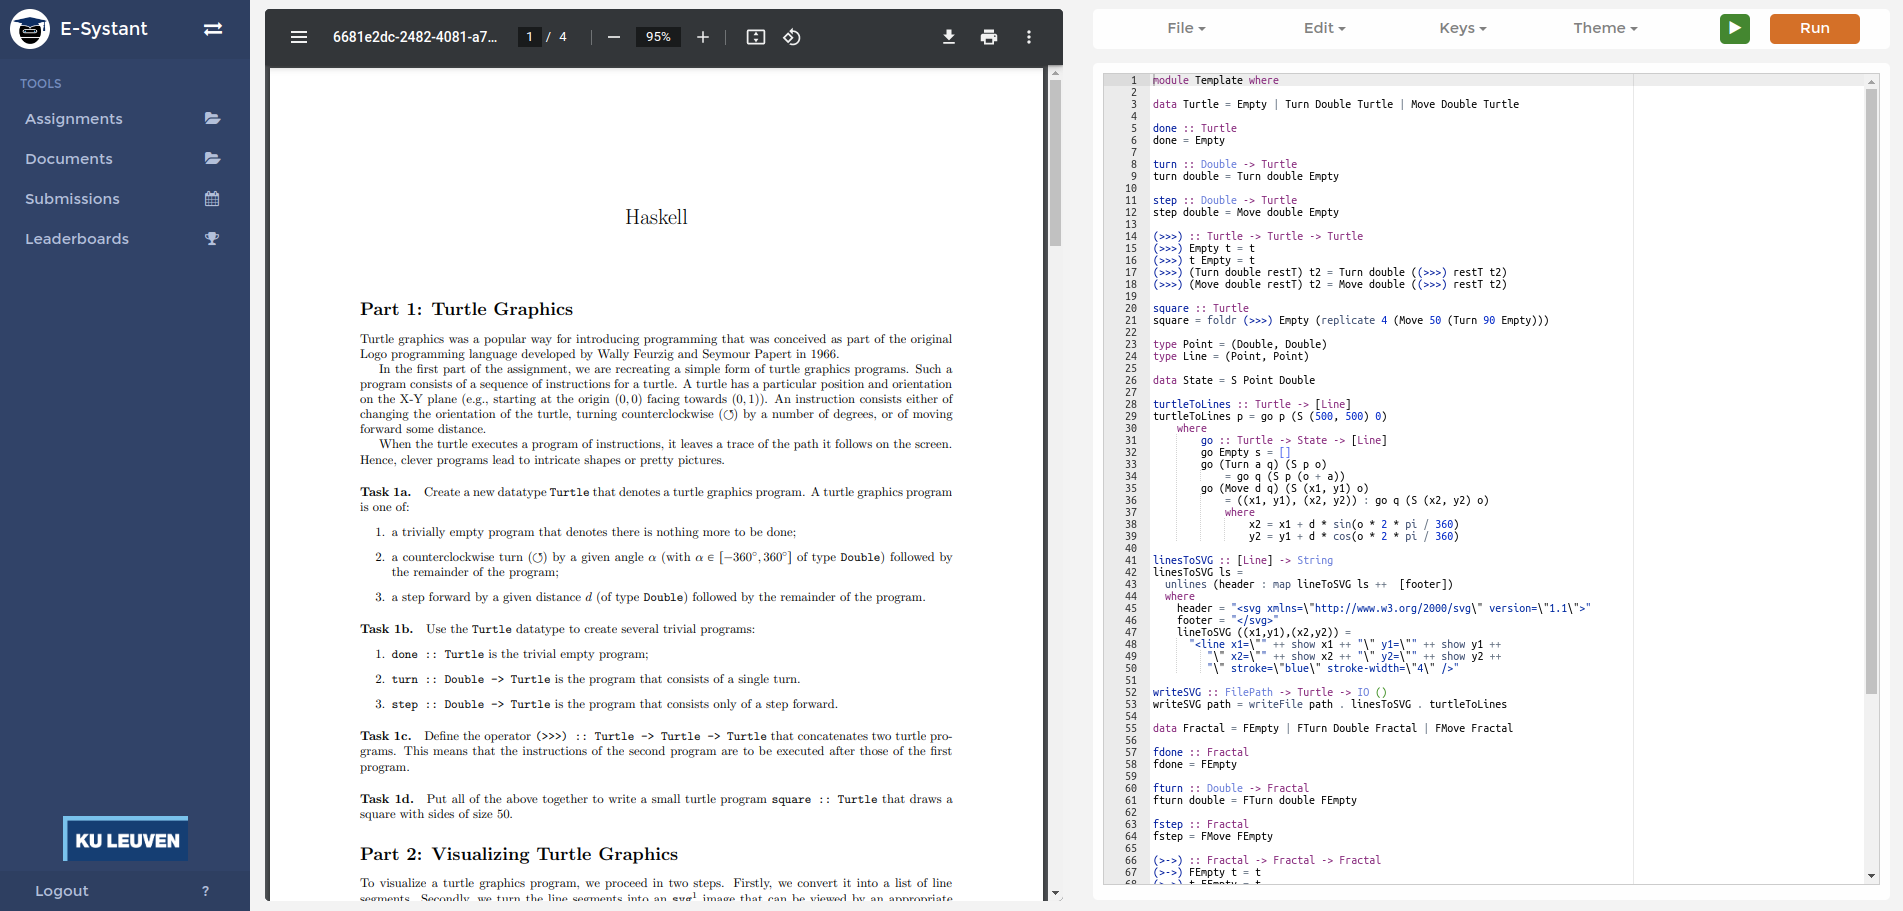 E-Systant
TOOLS
Assignments
Documents
Submissions
Leaderboards
KU LEUVEN
Logout ?
6681e2dc-2482-4081-a7... 1 / 4 — 95% +
Haskell
Part 1: Turtle Graphics
Turtle graphics was a popular way for introducing programming that was conceived as part of the original
Logo programming language developed by Wally Feurzig and Seymour Papert in 1966.
In the first part of the assignment, we are recreating a simple form of turtle graphics programs. Such a
program consists of a sequence of instructions for a turtle. A turtle has a particular position and orientation
on the X-Y plane (e.g., starting at the origin (0,0) facing towards (0,1)). An instruction consists either of
changing the orientation of the turtle, turning counterclockwise (↺) by a number of degrees, or of moving
forward some distance.
When the turtle executes a program of instructions, it leaves a trace of the path it follows on the screen.
Hence, clever programs lead to intricate shapes or pretty pictures.
Task 1a. Create a new datatype Turtle that denotes a turtle graphics program. A turtle graphics program
is one of:
1. a trivially empty program that denotes there is nothing more to be done;
2. a counterclockwise turn (↺) by a given angle α (with α ∈ [−360°, 360°] of type Double) followed by
the remainder of the program;
3. a step forward by a given distance d (of type Double) followed by the remainder of the program.
Task 1b. Use the Turtle datatype to create several trivial programs:
1. done :: Turtle is the trivial empty program;
2. turn :: Double -> Turtle is the program that consists of a single turn.
3. step :: Double -> Turtle is the program that consists only of a step forward.
Task 1c. Define the operator (>>>) :: Turtle -> Turtle -> Turtle that concatenates two turtle pro-
grams. This means that the instructions of the second program are to be executed after those of the first
program.
Task 1d. Put all of the above together to write a small turtle program square :: Turtle that draws a
square with sides of size 50.
Part 2: Visualizing Turtle Graphics
To visualize a turtle graphics program, we proceed in two steps. Firstly, we convert it into a list of line
segments. Secondly, we turn the line segments into an svg1 image that can be viewed by an appropriate
File Edit Keys Theme Run
1 module Template where
2
3 data Turtle = Empty | Turn Double Turtle | Move Double Turtle
4
5 done :: Turtle
6 done = Empty
7
8 turn :: Double -> Turtle
9 turn double = Turn double Empty
10
11 step :: Double -> Turtle
12 step double = Move double Empty
13
14 (>>>) :: Turtle -> Turtle -> Turtle
15 (>>>) Empty t = t
16 (>>>) t Empty = t
17 (>>>) (Turn double restT) t2 = Turn double ((>>>) restT t2)
18 (>>>) (Move double restT) t2 = Move double ((>>>) restT t2)
19
20 square :: Turtle
21 square = foldr (>>>) Empty (replicate 4 (Move 50 (Turn 90 Empty)))
22
23 type Point = (Double, Double)
24 type Line = (Point, Point)
25
26 data State = S Point Double
27
28 turtleToLines :: Turtle -> [Line]
29 turtleToLines p = go p (S (500, 500) 0)
30 where
31 go :: Turtle -> State -> [Line]
32 go Empty s = []
33 go (Turn a q) (S p o)
34 = go q (S p (o + a))
35 go (Move d q) (S (x1, y1) o)
36 = ((x1, y1), (x2, y2)) : go q (S (x2, y2) o)
37 where
38 x2 = x1 + d * sin(o * 2 * pi / 360)
39 y2 = y1 + d * cos(o * 2 * pi / 360)
40
41 linesToSVG :: [Line] -> String
42 linesToSVG ls =
43 unlines (header : map lineToSVG ls ++ [footer])
44 where
45 header = "<svg xmlns=\"http://www.w3.org/2000/svg\" version=\"1.1\">"
46 footer = "</svg>"
47 lineToSVG ((x1,y1),(x2,y2)) =
48 "<line x1=\"" ++ show x1 ++ "\" y1=\"" ++ show y1 ++
49 "\" x2=\"" ++ show x2 ++ "\" y2=\"" ++ show y2 ++
50 "\" stroke=\"blue\" stroke-width=\"4\" />"
51
52 writeSVG :: FilePath -> Turtle -> IO ()
53 writeSVG path = writeFile path . linesToSVG . turtleToLines
54
55 data Fractal = FEmpty | FTurn Double Fractal | FMove Fractal
56
57 fdone :: Fractal
58 fdone = FEmpty
59
60 fturn :: Double -> Fractal
61 fturn double = FTurn double FEmpty
62
63 fstep :: Fractal
64 fstep = FMove FEmpty
65
66 (>->) :: Fractal -> Fractal -> Fractal
67 (>->) FEmpty t = t
68 (>->) t FEmpty = t